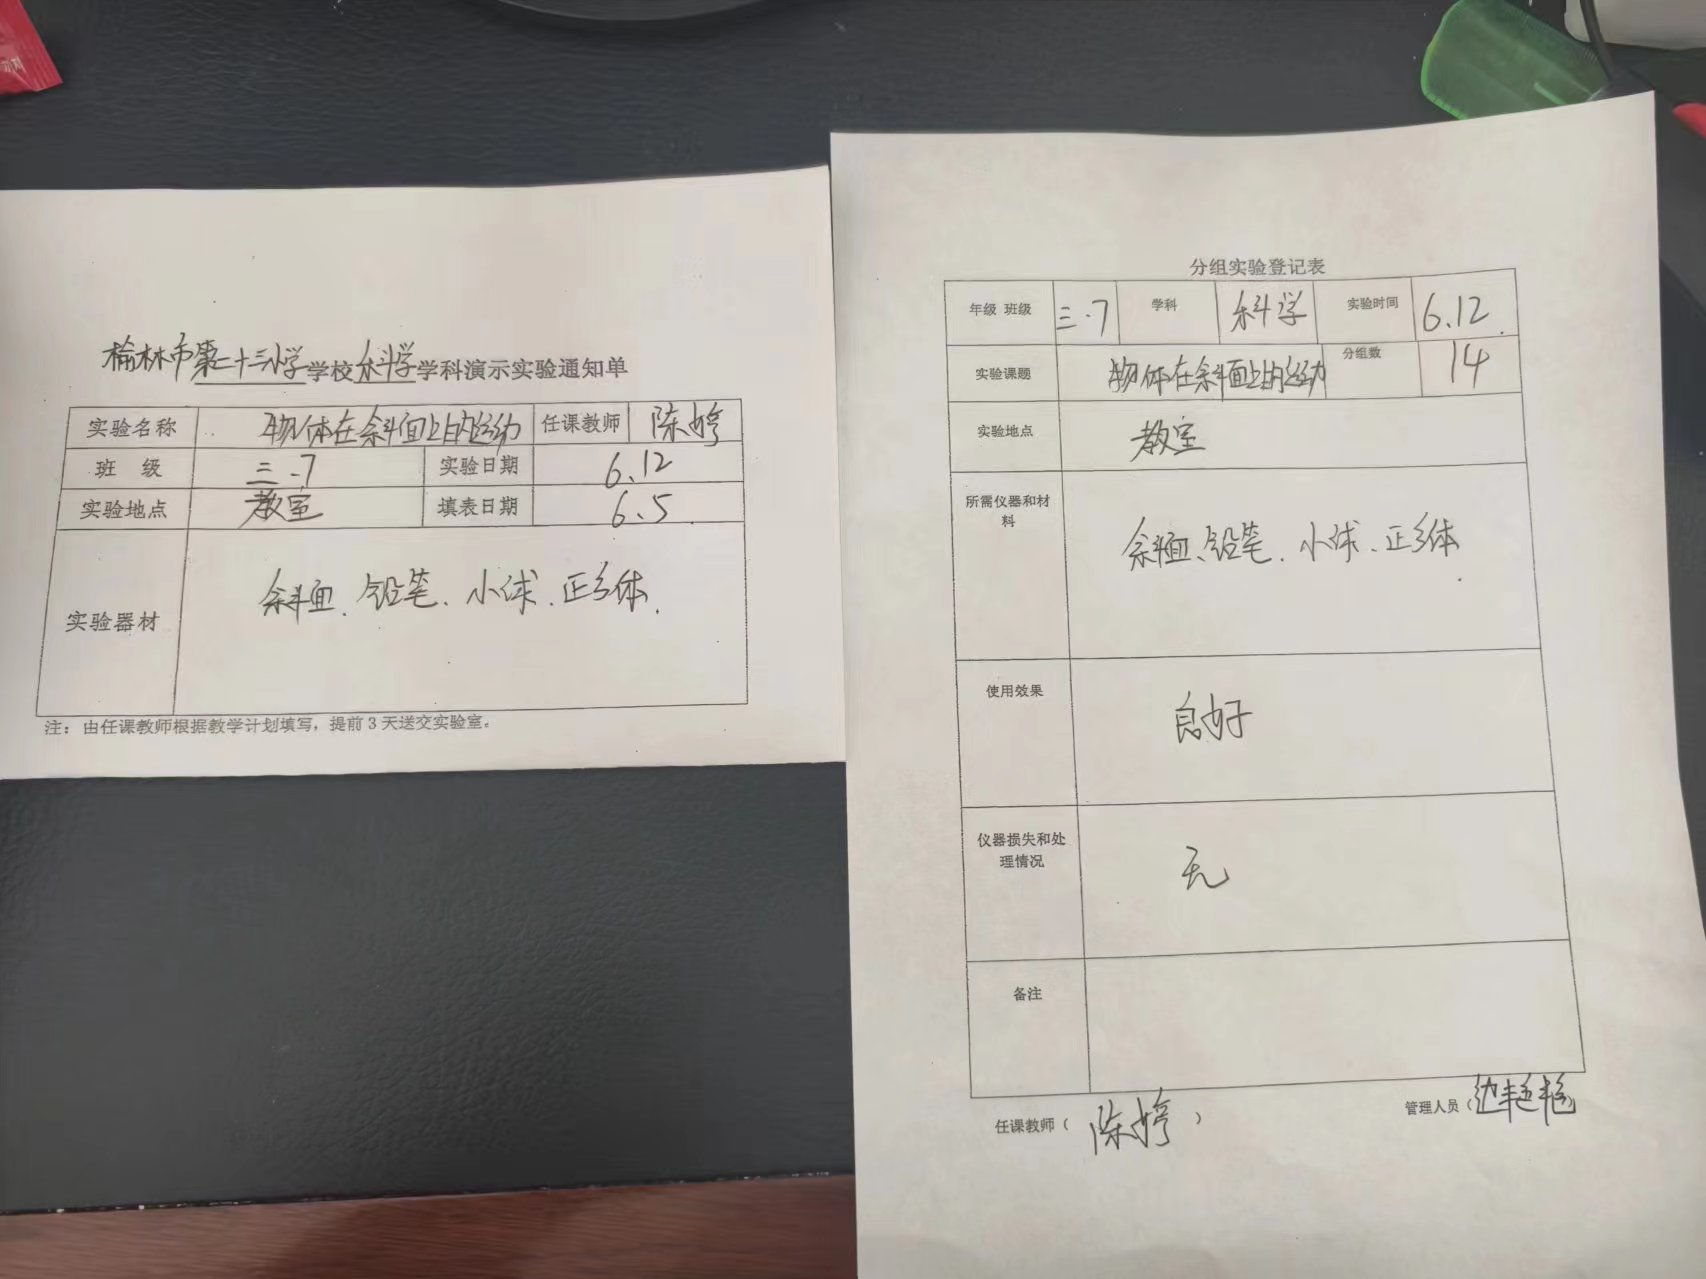 榆林市第二十三小学学校科学学科演示实验通知单
实验名称 物体在斜面上的运动 任课教师 陈婷
班 级 三.7 实验日期 6.12
实验地点 教室 填表日期 6.5
实验器材 斜面、铅笔、小球、正方体.
注：由任课教师根据教学计划填写，提前3天送交实验室。
分组实验登记表
年级 班级 三.7 学科 科学 实验时间 6.12.
实验课题 物体在斜面上的运动 分组数 14
实验地点 教室
所需仪器和材
料
斜面、铅笔、小球、正方体.
使用效果 良好
仪器损失和处
理情况
无
备注
任课教师（陈婷） 管理人员（边艳艳）